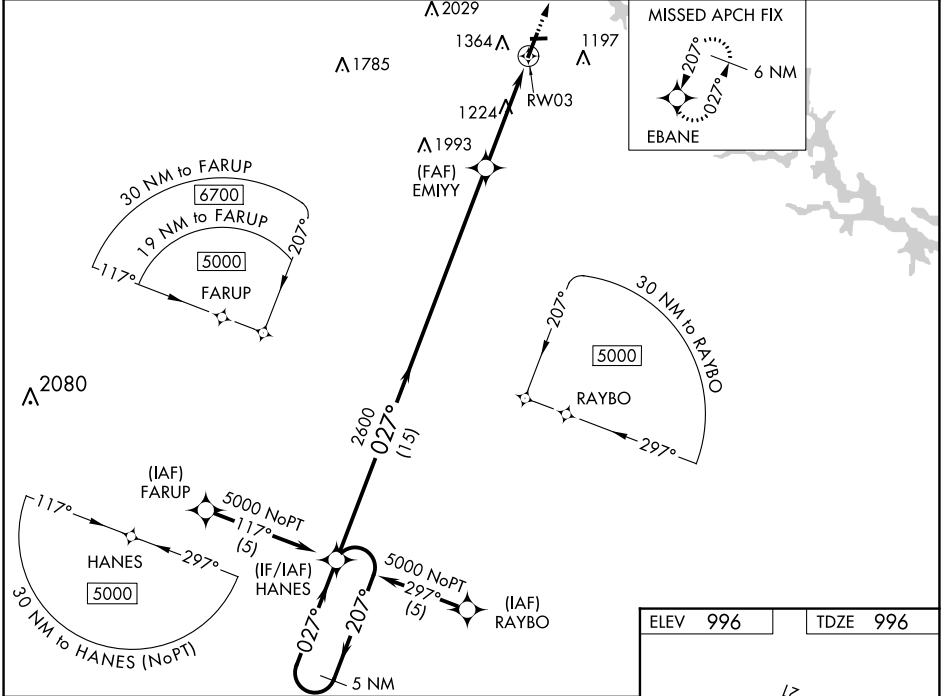 2029
1364
1197
1785
RW03
MISSED APCH FIX
207°
6 NM
027°
EBANE
1224
1993
(FAF)
EMIYY
30 NM to FARUP
6700
19 NM to FARUP
207°
5000
117°
FARUP
30 NM to RAYBO
207°
5000
RAYBO
297°
2080
2600
027°
(15)
(IAF)
FARUP
5000 NoPT
117°
(5)
117°
HANES
297°
5000
30 NM to HANES (NoPT)
(IF/IAF)
HANES
5000 NoPT
297°
(5)
(IAF)
RAYBO
027°
207°
5 NM
ELEV 996
TDZE 996